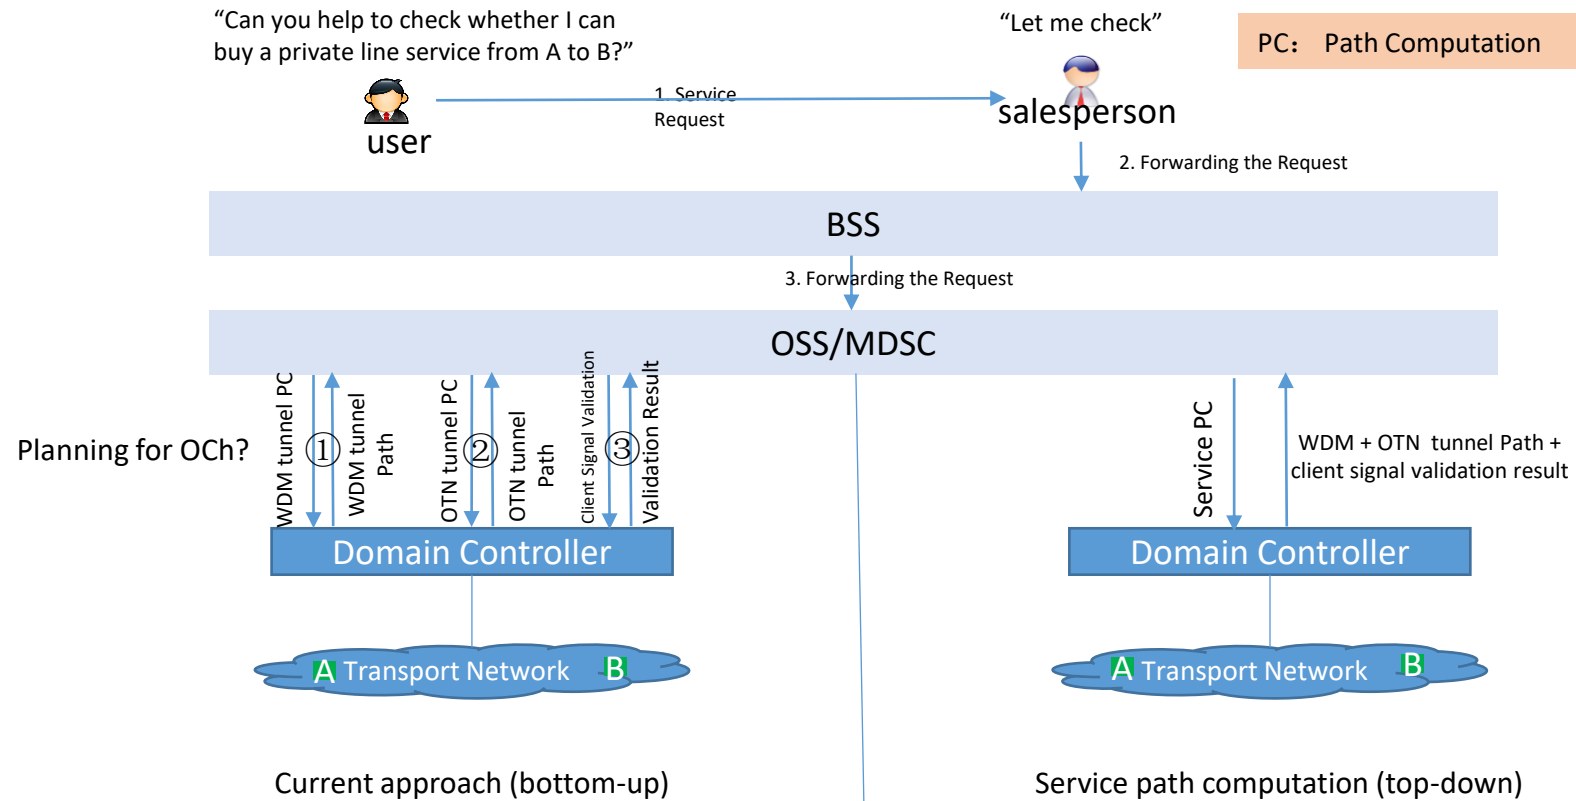 “Can you help to check whether I can
buy a private line service from A to B?”
“Let me check”
PC： Path Computation
1. Service
Request
user
salesperson
2. Forwarding the Request
BSS
3. Forwarding the Request
OSS/MDSC
Planning for OCh?
WDM tunnel PC
①
WDM tunnel
Path
OTN tunnel PC
②
OTN tunnel
Path
Client Signal Validation
③
Validation Result
Service PC
WDM + OTN tunnel Path +
client signal validation result
Domain Controller
Domain Controller
A Transport Network B
A Transport Network B
Current approach (bottom-up)
Service path computation (top-down)